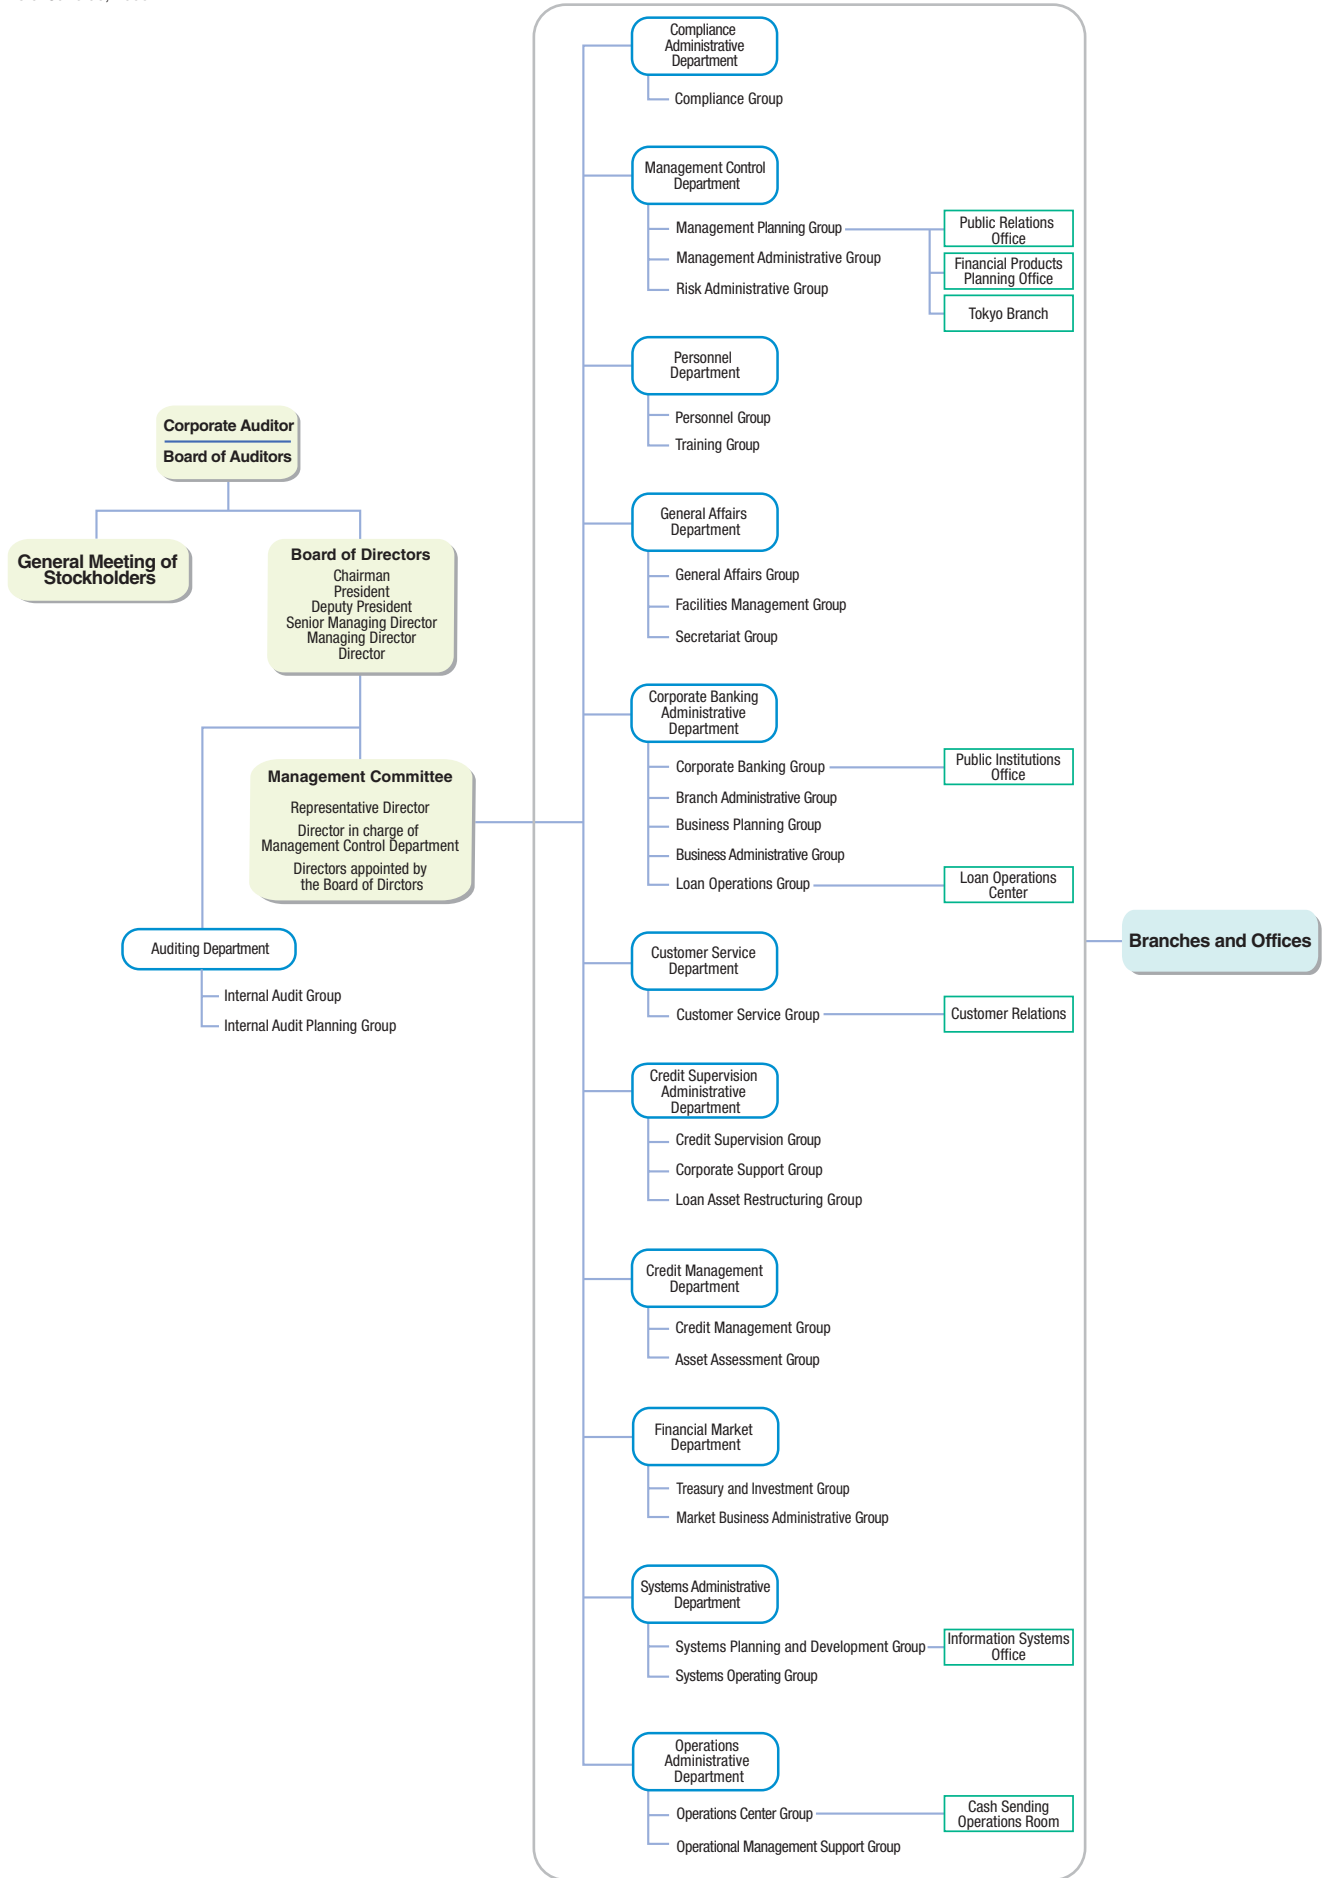 Compliance
Administrative
Department
Compliance Group
Management Control
Department
Management Planning Group
Management Administrative Group
Risk Administrative Group
Public Relations
Office
Financial Products
Planning Office
Tokyo Branch
Personnel
Department
Personnel Group
Training Group
Corporate Auditor
Board of Auditors
General Meeting of
Stockholders
Board of Directors
Chairman
President
Deputy President
Senior Managing Director
Managing Director
Director
Management Committee
Representative Director
Director in charge of
Management Control Department
Directors appointed by
the Board of Dirctors
Auditing Department
Internal Audit Group
Internal Audit Planning Group
General Affairs
Department
General Affairs Group
Facilities Management Group
Secretariat Group
Corporate Banking
Administrative
Department
Corporate Banking Group
Branch Administrative Group
Business Planning Group
Business Administrative Group
Loan Operations Group
Public Institutions
Office
Loan Operations
Center
Customer Service
Department
Customer Service Group
Customer Relations
Credit Supervision
Administrative
Department
Credit Supervision Group
Corporate Support Group
Loan Asset Restructuring Group
Credit Management
Department
Credit Management Group
Asset Assessment Group
Financial Market
Department
Treasury and Investment Group
Market Business Administrative Group
Systems Administrative
Department
Systems Planning and Development Group
Systems Operating Group
Information Systems
Office
Operations
Administrative
Department
Operations Center Group
Operational Management Support Group
Cash Sending
Operations Room
Branches and Offices